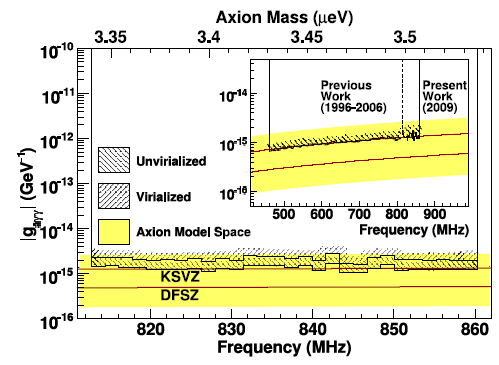 Axion Mass (μeV)
3.35 3.4 3.45 3.5
|gaγγ| (GeV⁻¹)
10⁻¹⁰
10⁻¹¹
10⁻¹²
10⁻¹³
10⁻¹⁴
10⁻¹⁵
10⁻¹⁶
Previous
Work
(1996-2006)
Present
Work
(2009)
10⁻¹⁴
10⁻¹⁵
10⁻¹⁶
500 600 700 800 900
Frequency (MHz)
Unvirialized
Virialized
Axion Model Space
KSVZ
DFSZ
820 830 840 850 860
Frequency (MHz)